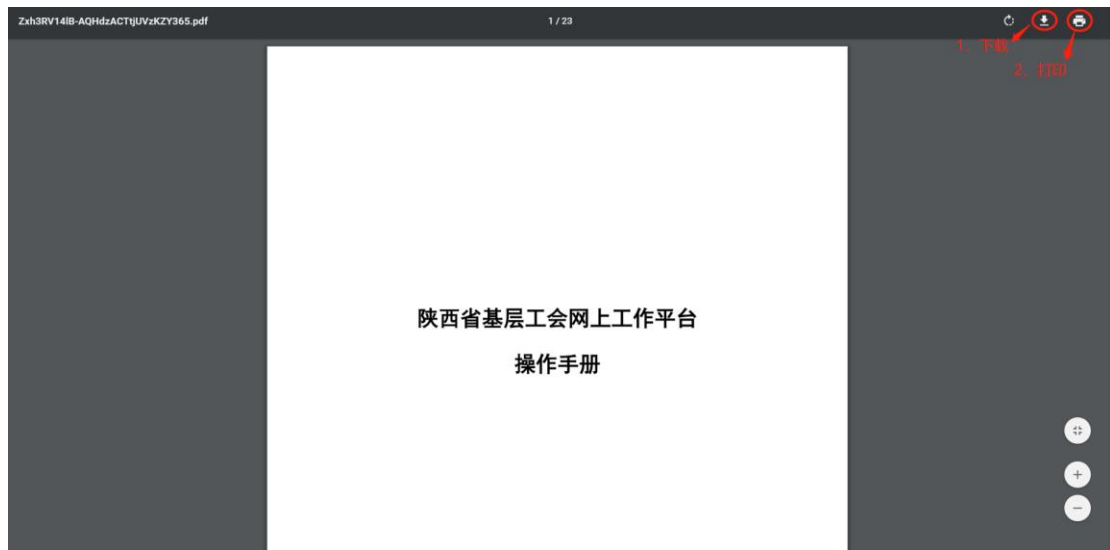 Zxh3RV14lB-AQHdzACTtjUVzKZY365.pdf
1 / 23
1、下载
2、打印
陕西省基层工会网上工作平台
操作手册